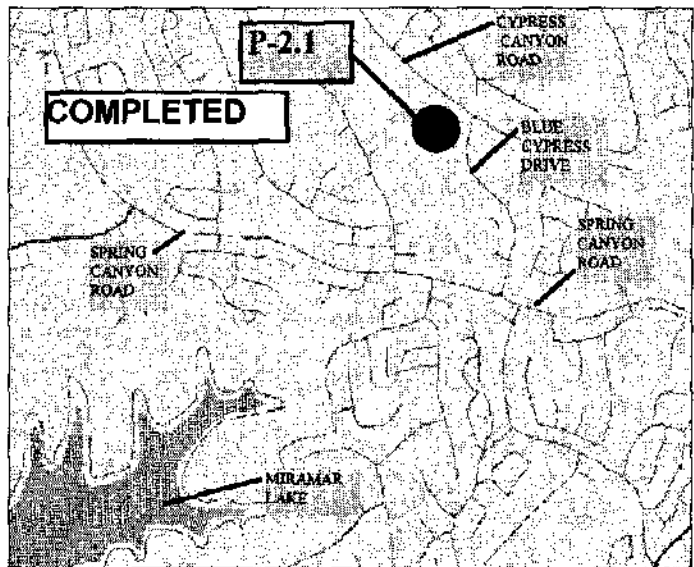 CYPRESS
CANYON
ROAD
P-2.1
COMPLETED
BLUE
CYPRESS
DRIVE
SPRING
CANYON
ROAD
SPRING
CANYON
ROAD
MIRAMAR
LAKE